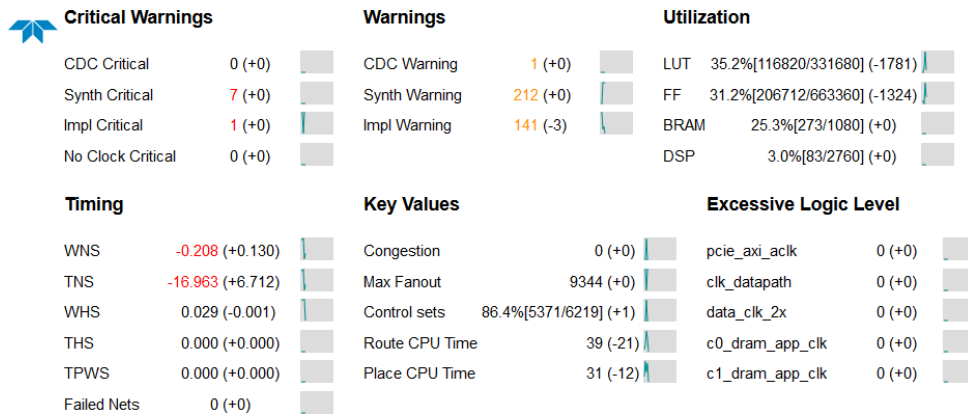 Critical Warnings
CDC Critical 0 (+0)
Synth Critical 7 (+0)
Impl Critical 1 (+0)
No Clock Critical 0 (+0)
Warnings
CDC Warning 1 (+0)
Synth Warning 212 (+0)
Impl Warning 141 (-3)
Utilization
LUT 35.2%[116820/331680] (-1781)
FF 31.2%[206712/663360] (-1324)
BRAM 25.3%[273/1080] (+0)
DSP 3.0%[83/2760] (+0)
Timing
WNS -0.208 (+0.130)
TNS -16.963 (+6.712)
WHS 0.029 (-0.001)
THS 0.000 (+0.000)
TPWS 0.000 (+0.000)
Failed Nets 0 (+0)
Key Values
Congestion 0 (+0)
Max Fanout 9344 (+0)
Control sets 86.4%[5371/6219] (+1)
Route CPU Time 39 (-21)
Place CPU Time 31 (-12)
Excessive Logic Level
pcie_axi_aclk 0 (+0)
clk_datapath 0 (+0)
data_clk_2x 0 (+0)
c0_dram_app_clk 0 (+0)
c1_dram_app_clk 0 (+0)